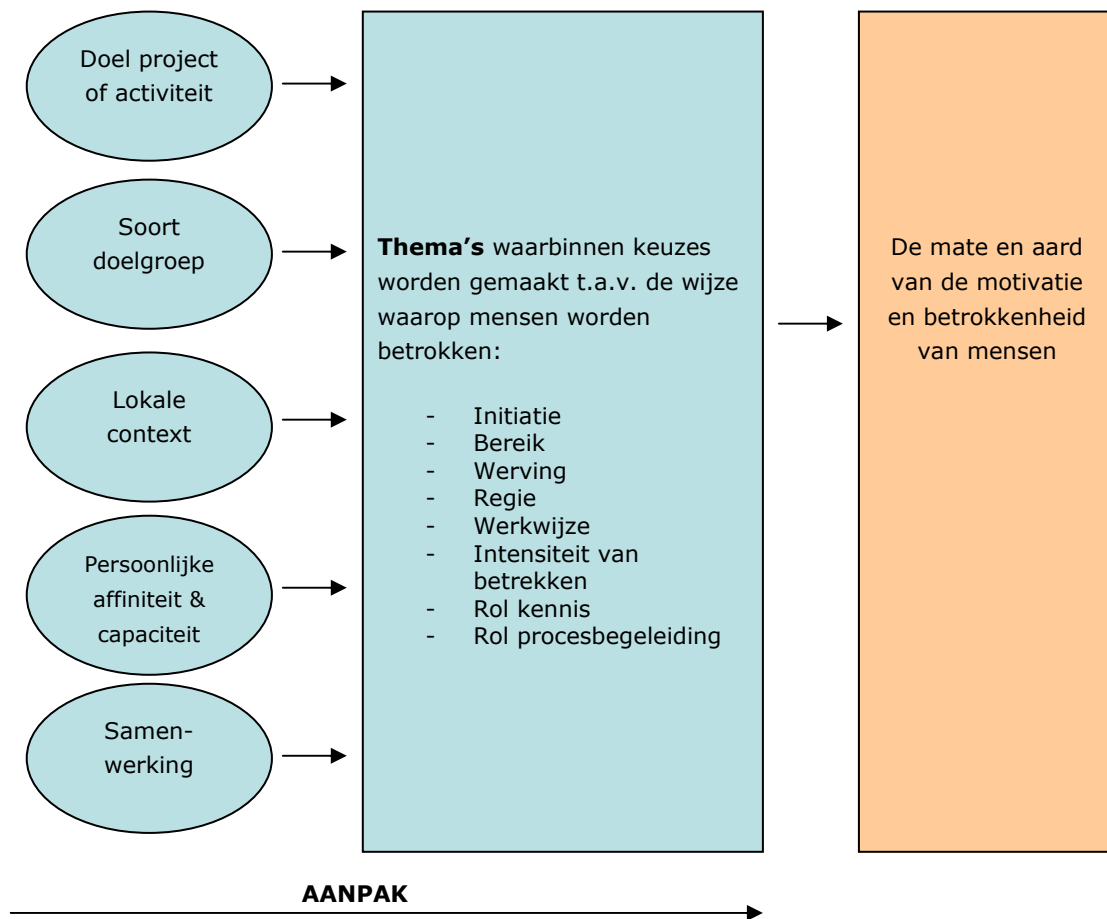 Doel project
of activiteit
Soort
doelgroep
Lokale
context
Persoonlijke
affiniteit &
capaciteit
Samen-
werking
Thema's waarbinnen keuzes
worden gemaakt t.a.v. de wijze
waarop mensen worden
betrokken:
- Initiatie
- Bereik
- Werving
- Regie
- Werkwijze
- Intensiteit van
betrekken
- Rol kennis
- Rol procesbegeleiding
De mate en aard
van de motivatie
en betrokkenheid
van mensen
AANPAK